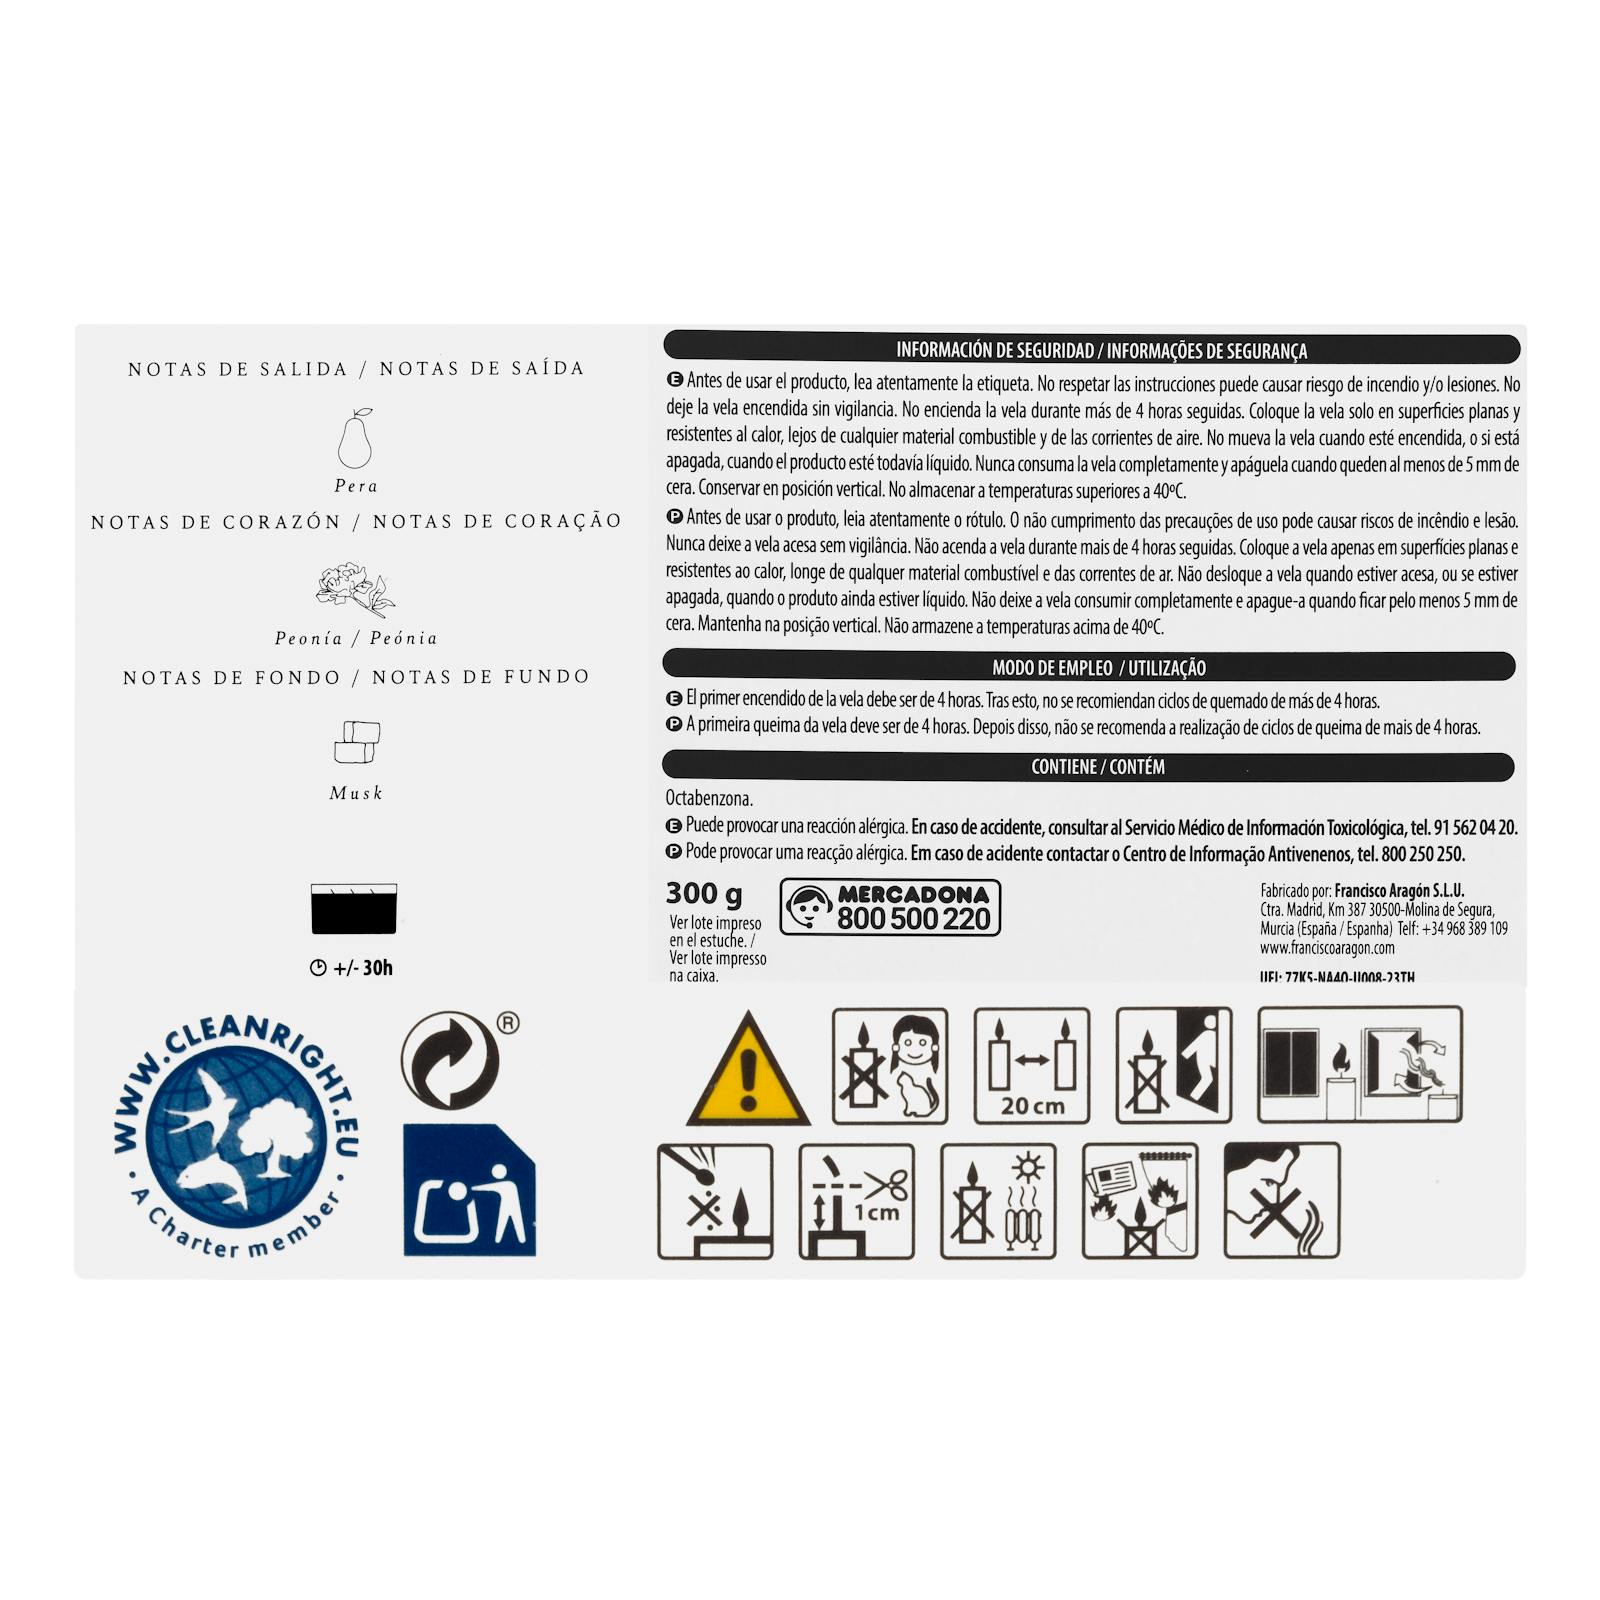 NOTAS DE SALIDA / NOTAS DE SAÍDA
Pera
NOTAS DE CORAZÓN / NOTAS DE CORAÇÃO
Peonía / Peónia
NOTAS DE FONDO / NOTAS DE FUNDO
Musk
+/- 30h
INFORMACIÓN DE SEGURIDAD / INFORMAÇÕES DE SEGURANÇA
E Antes de usar el producto, lea atentamente la etiqueta. No respetar las instrucciones puede causar riesgo de incendio y/o lesiones. No
deje la vela encendida sin vigilancia. No encienda la vela durante más de 4 horas seguidas. Coloque la vela solo en superficies planas y
resistentes al calor, lejos de cualquier material combustible y de las corrientes de aire. No mueva la vela cuando esté encendida, o si está
apagada, cuando el producto esté todavía líquido. Nunca consuma la vela completamente y apáguela cuando queden al menos de 5 mm de
cera. Conservar en posición vertical. No almacenar a temperaturas superiores a 40ºC.
P Antes de usar o produto, leia atentamente o rótulo. O não cumprimento das precauções de uso pode causar riscos de incêndio e lesão.
Nunca deixe a vela acesa sem vigilância. Não acenda a vela durante mais de 4 horas seguidas. Coloque a vela apenas em superfícies planas e
resistentes ao calor, longe de qualquer material combustível e das correntes de ar. Não desloque a vela quando estiver acesa, ou se estiver
apagada, quando o produto ainda estiver líquido. Não deixe a vela consumir completamente e apague-a quando ficar pelo menos 5 mm de
cera. Mantenha na posição vertical. Não armazene a temperaturas acima de 40ºC.
MODO DE EMPLEO / UTILIZAÇÃO
E El primer encendido de la vela debe ser de 4 horas. Tras esto, no se recomiendan ciclos de quemado de más de 4 horas.
P A primeira queima da vela deve ser de 4 horas. Depois disso, não se recomenda a realização de ciclos de queima de mais de 4 horas.
CONTIENE / CONTÉM
Octabenzona.
E Puede provocar una reacción alérgica. En caso de accidente, consultar al Servicio Médico de Información Toxicológica, tel. 91 562 04 20.
P Pode provocar uma reacção alérgica. Em caso de acidente contactar o Centro de Informação Antivenenos, tel. 800 250 250.
300 g
Ver lote impreso
en el estuche. /
Ver lote impresso
na caixa.
MERCADONA
800 500 220
Fabricado por: Francisco Aragón S.L.U.
Ctra. Madrid, Km 387 30500-Molina de Segura,
Murcia (España / Espanha) Telf: +34 968 389 109
www.franciscoaragon.com
UFI: 77K5-NA40-U008-23TH
WWW.CLEANRIGHT.EU
· A Charter member ·
®
20 cm
1 cm